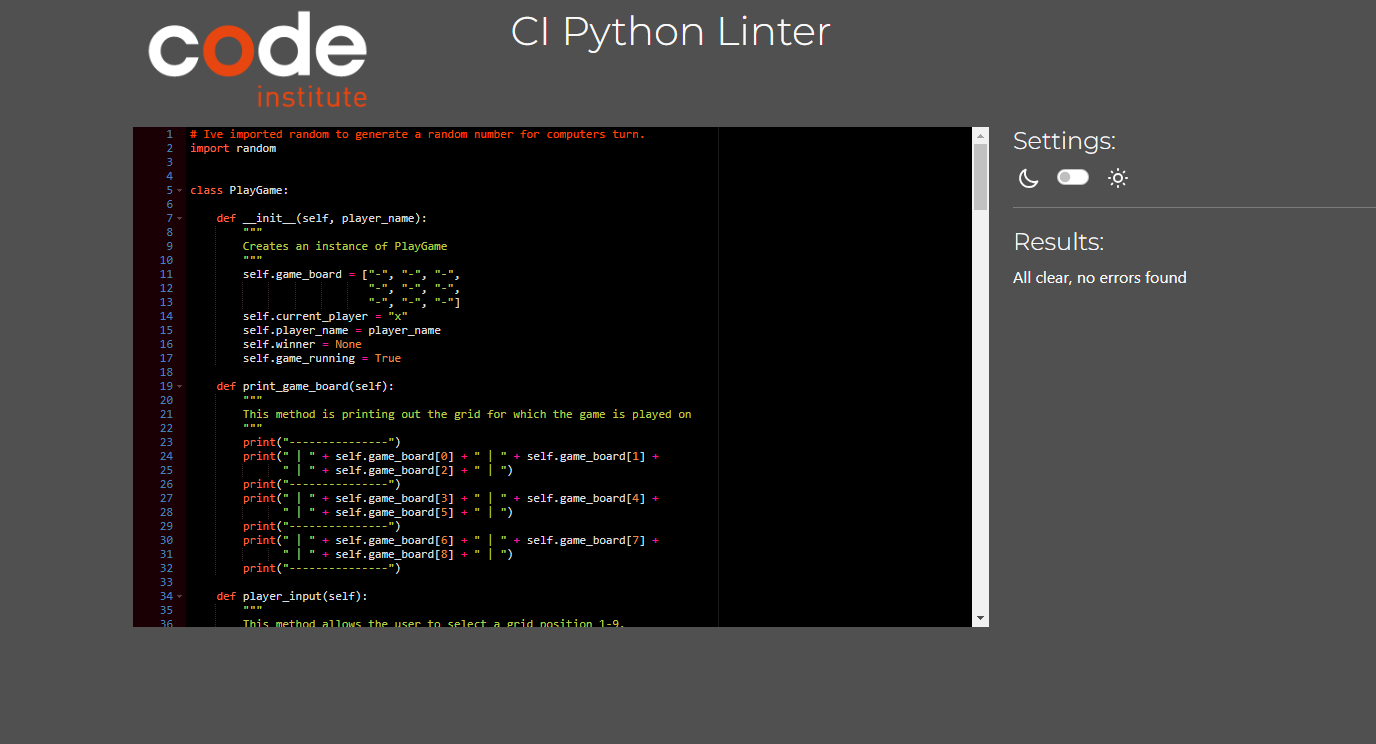 code
institute
CI Python Linter
1 # Ive imported random to generate a random number for computers turn.
2 import random
3
4
5 class PlayGame:
6
7     def __init__(self, player_name):
8         """
9         Creates an instance of PlayGame
10         """
11         self.game_board = ["-", "-", "-",
12                            "-", "-", "-",
13                            "-", "-", "-"]
14         self.current_player = "x"
15         self.player_name = player_name
16         self.winner = None
17         self.game_running = True
18
19     def print_game_board(self):
20         """
21         This method is printing out the grid for which the game is played on
22         """
23         print("---------------")
24         print(" | " + self.game_board[0] + " | " + self.game_board[1] +
25               " | " + self.game_board[2] + " | ")
26         print("---------------")
27         print(" | " + self.game_board[3] + " | " + self.game_board[4] +
28               " | " + self.game_board[5] + " | ")
29         print("---------------")
30         print(" | " + self.game_board[6] + " | " + self.game_board[7] +
31               " | " + self.game_board[8] + " | ")
32         print("---------------")
33
34     def player_input(self):
35         """
36         This method allows the user to select a grid position 1-9.
Settings:
Results:
All clear, no errors found